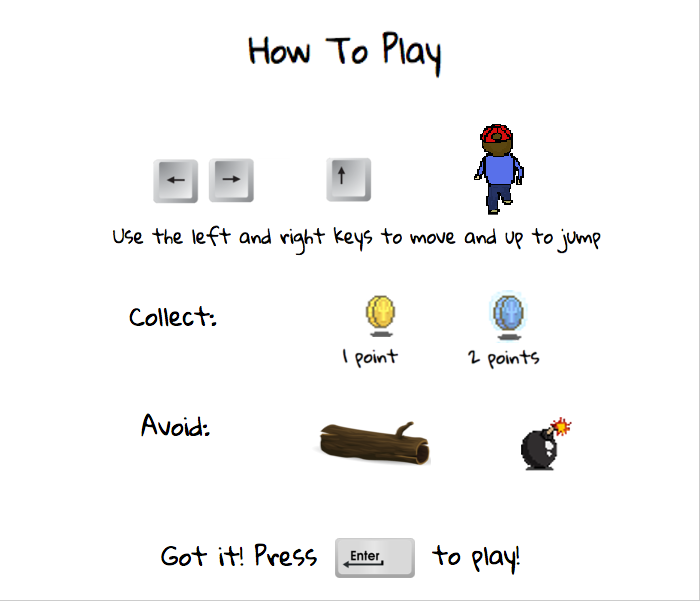 How To Play
Use the left and right keys to move and up to jump
Collect:
1 point 2 points
Avoid:
Got it! Press Enter to play!